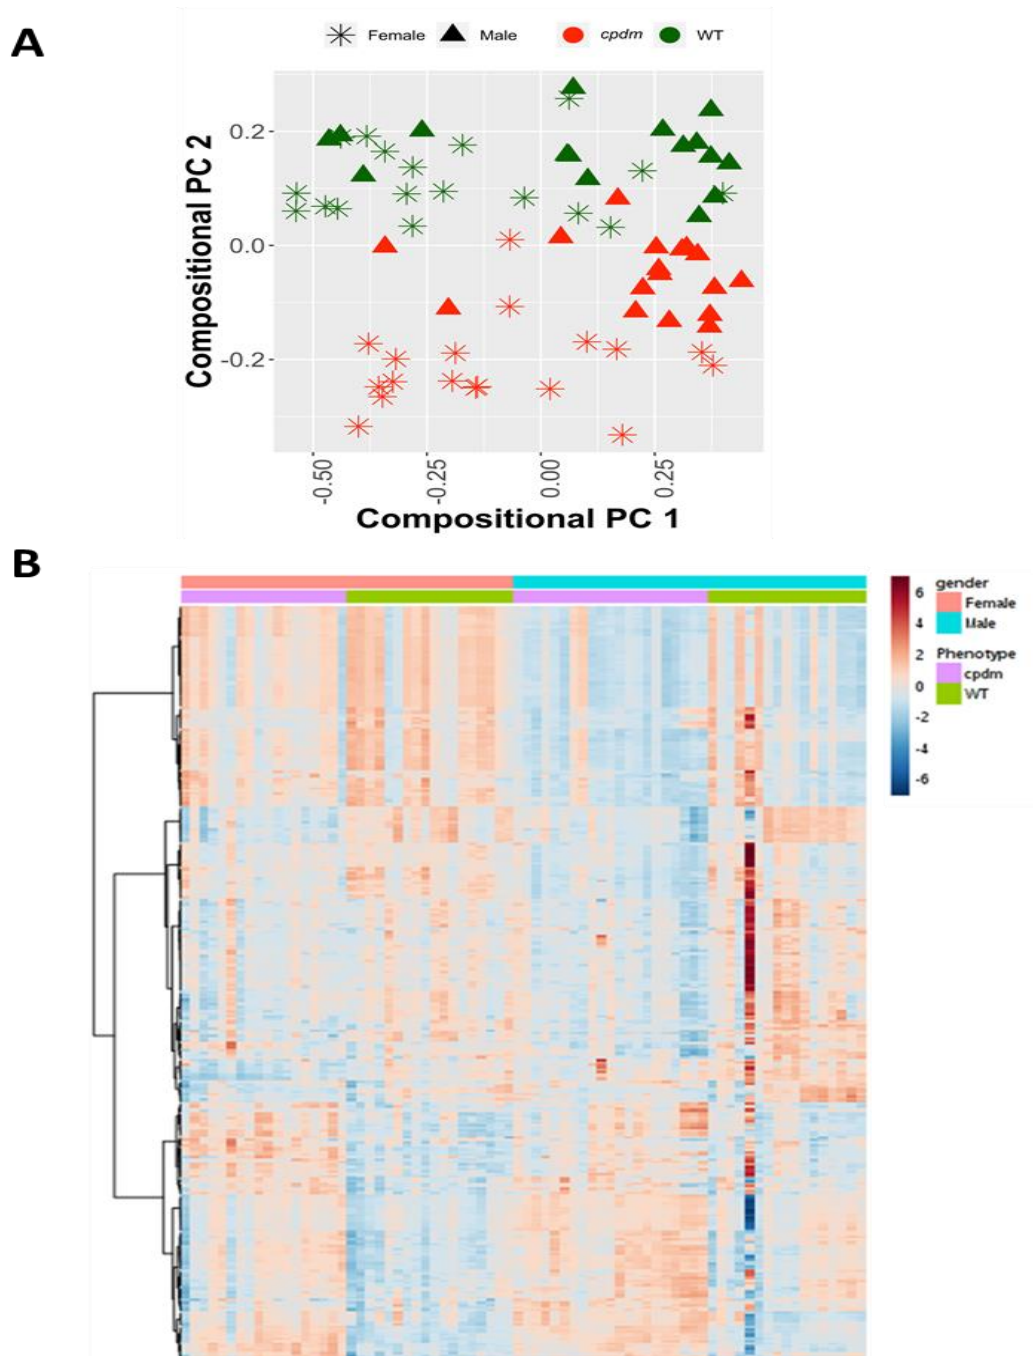 A
Female Male cpdm WT
Compositional PC 2
0.2
0.0
-0.2
-0.50 -0.25 0.00 0.25
Compositional PC 1
B
gender
Female
Male
Phenotype
cpdm
WT
6
4
2
0
-2
-4
-6